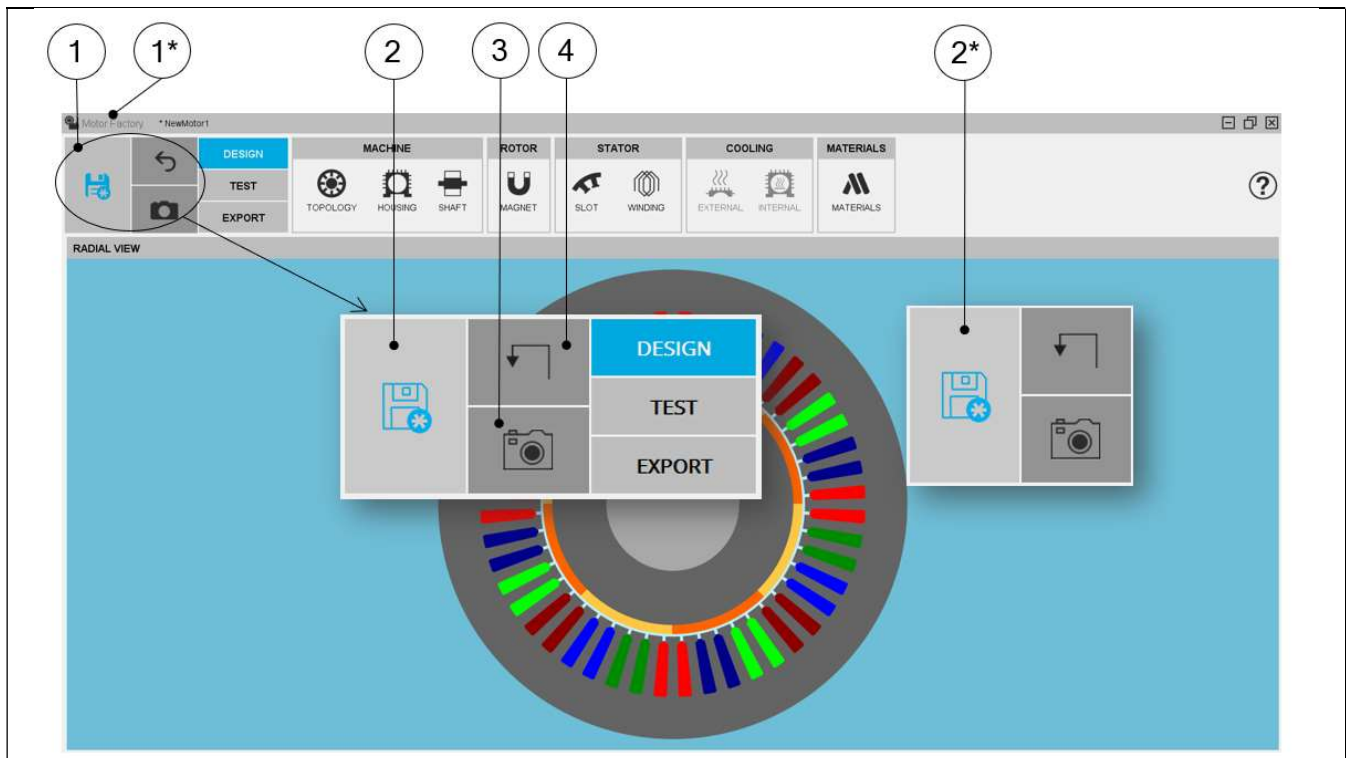 1
1*
2
3
4
2*
Motor Factory * NewMotor1
DESIGN
TEST
EXPORT
MACHINE
TOPOLOGY HOUSING SHAFT
ROTOR
MAGNET
STATOR
SLOT WINDING
COOLING
EXTERNAL INTERNAL
MATERIALS
MATERIALS
?
RADIAL VIEW
DESIGN
TEST
EXPORT